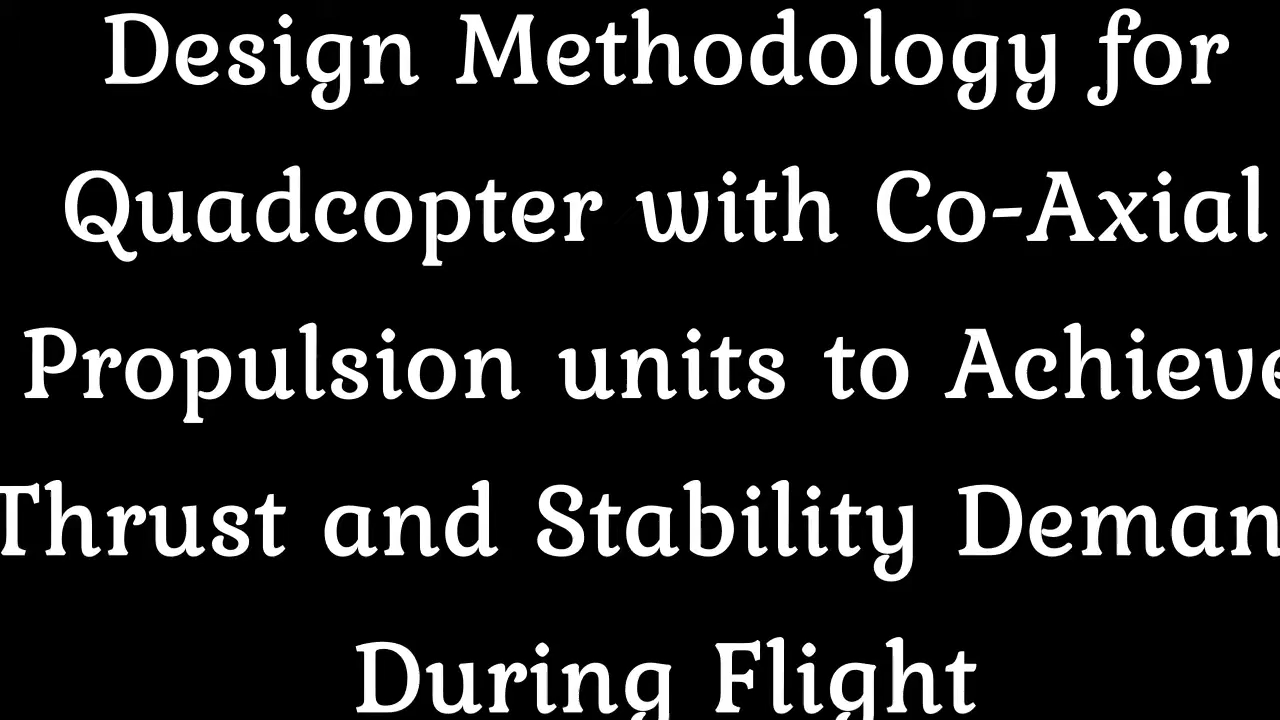 Design Methodology for
Quadcopter with Co-Axial
Propulsion units to Achieve
Thrust and Stability Deman
During Flight